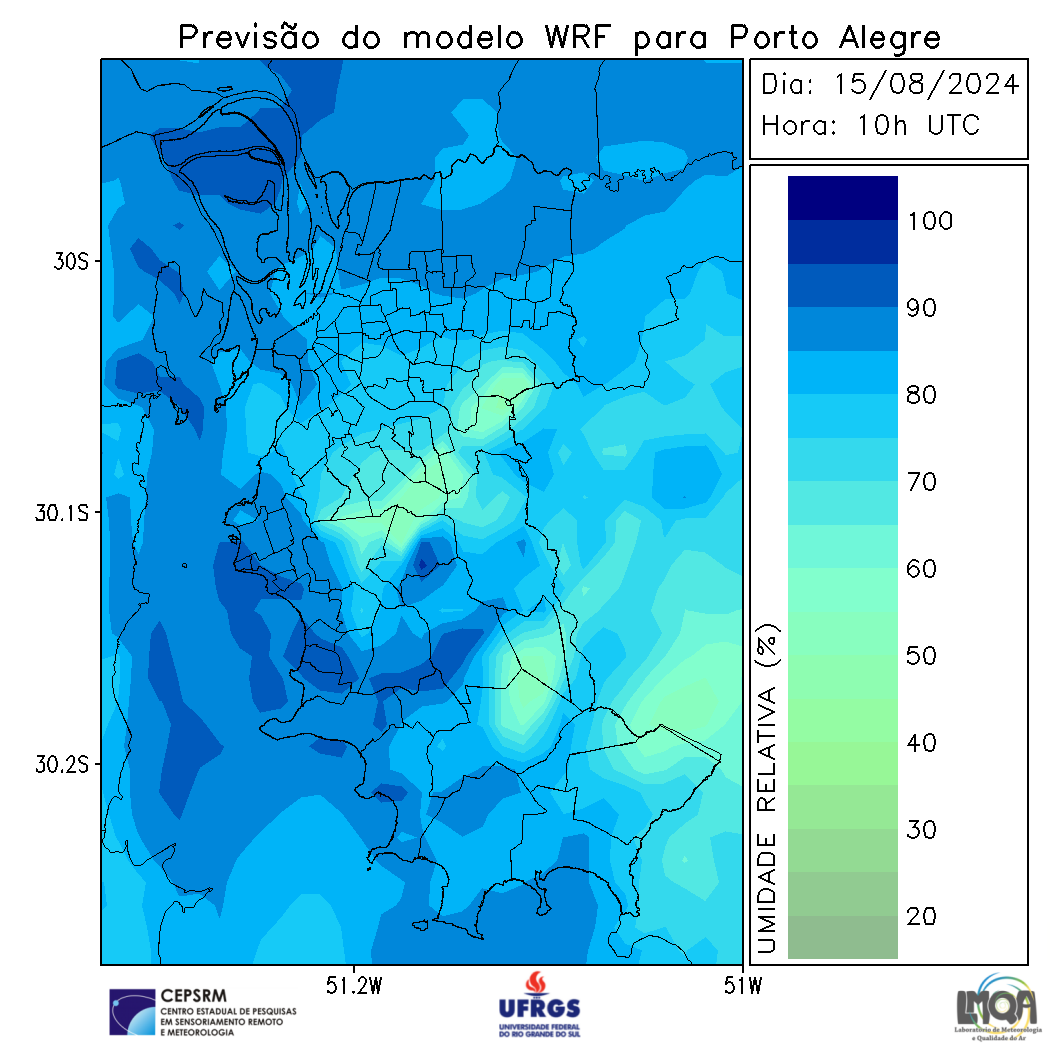 Previsão do modelo WRF para Porto Alegre
Dia: 15/08/2024
Hora: 10h UTC
30S
30.1S
30.2S
51.2W
51W
UMIDADE RELATIVA (%)
100
90
80
70
60
50
40
30
20
CEPSRM
CENTRO ESTADUAL DE PESQUISAS
EM SENSORIAMENTO REMOTO
E METEOROLOGIA
UFRGS
UNIVERSIDADE FEDERAL
DO RIO GRANDE DO SUL
LMQA
Laboratório de Meteorologia
e Qualidade do Ar